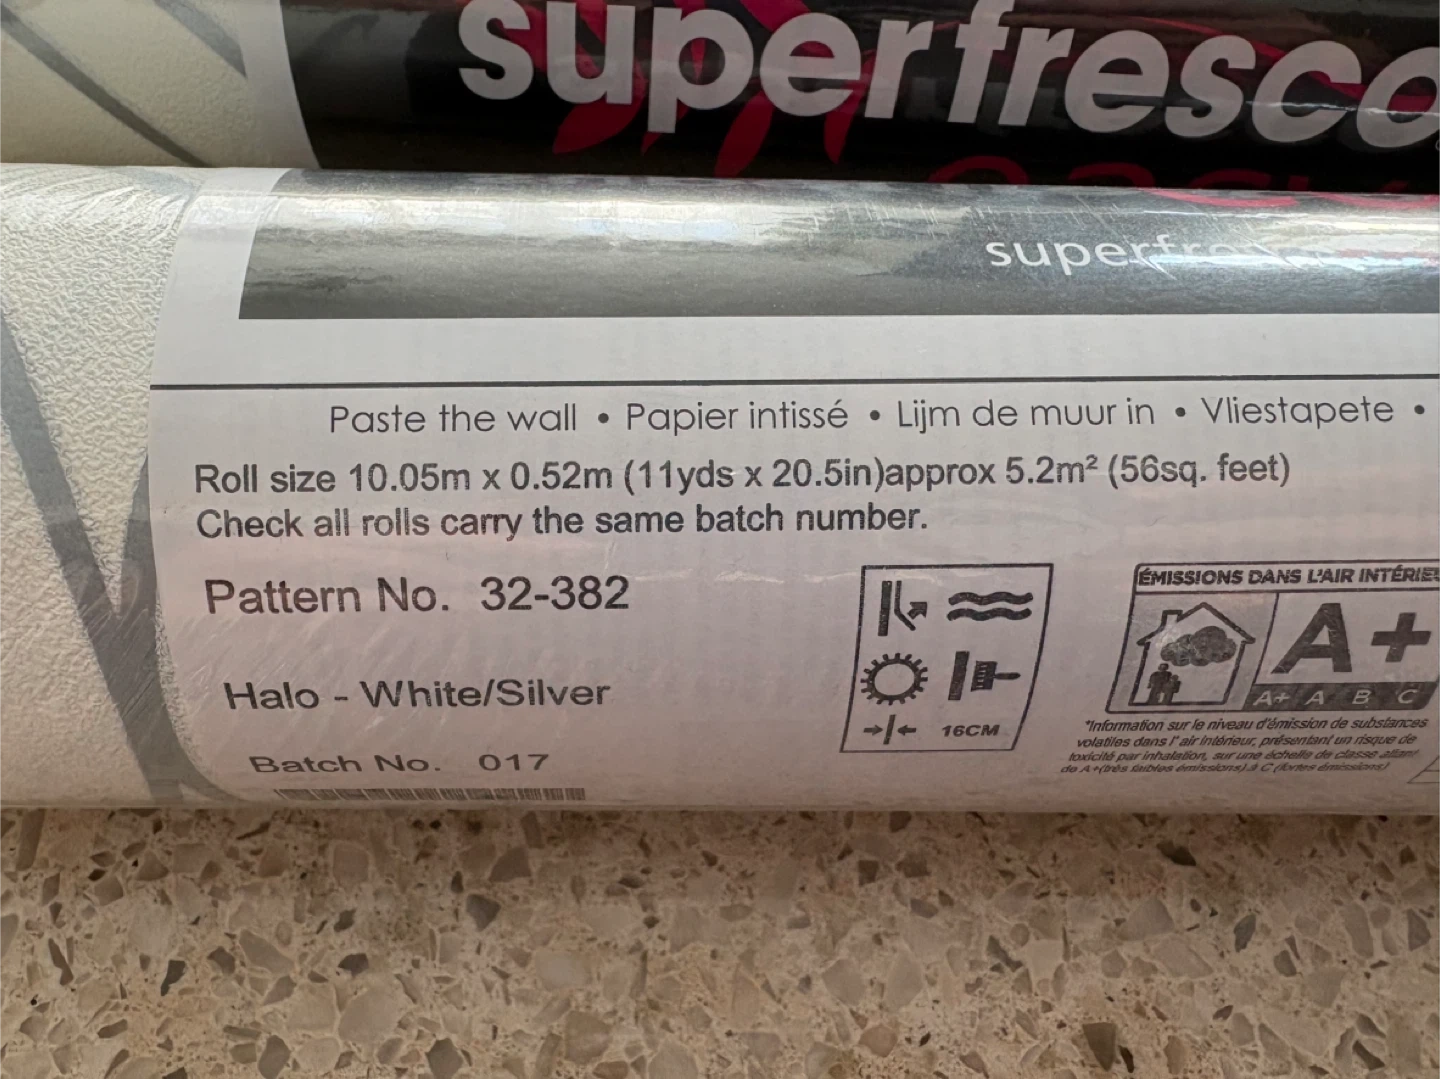 superfresco
superfresco
Paste the wall • Papier intissé • Lijm de muur in • Vliestapete •
Roll size 10.05m x 0.52m (11yds x 20.5in)approx 5.2m² (56sq. feet)
Check all rolls carry the same batch number.
Pattern No. 32-382
Halo - White/Silver
Batch No. 017
16CM
ÉMISSIONS DANS L'AIR INTÉRIEU
A+
A+ A B C
*Information sur le niveau d'émission de substances
volatiles dans l'air intérieur, présentant un risque de
toxicité par inhalation, sur une échelle de classe allant
de A+(très faibles émissions) à C (fortes émissions)